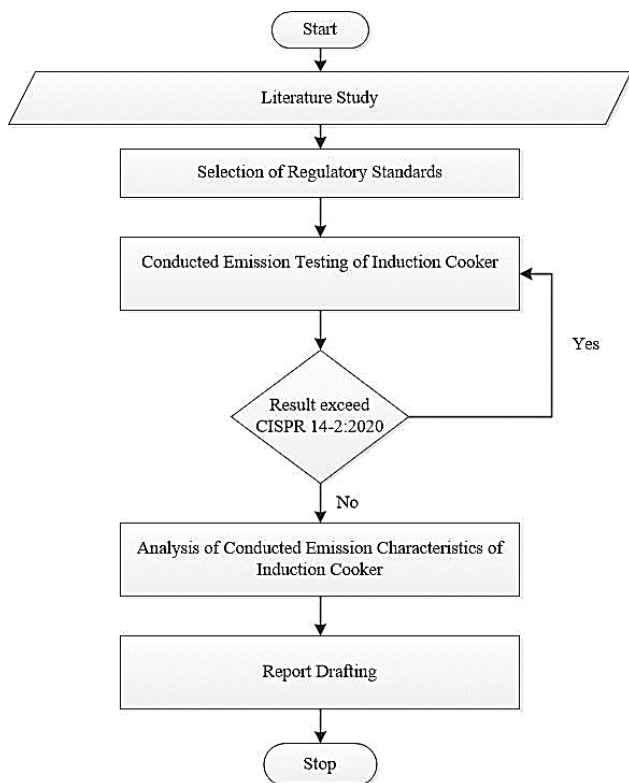 Start
Literature Study
Selection of Regulatory Standards
Conducted Emission Testing of Induction Cooker
Yes
Result exceed
CISPR 14-2:2020
No
Analysis of Conducted Emission Characteristics of
Induction Cooker
Report Drafting
Stop